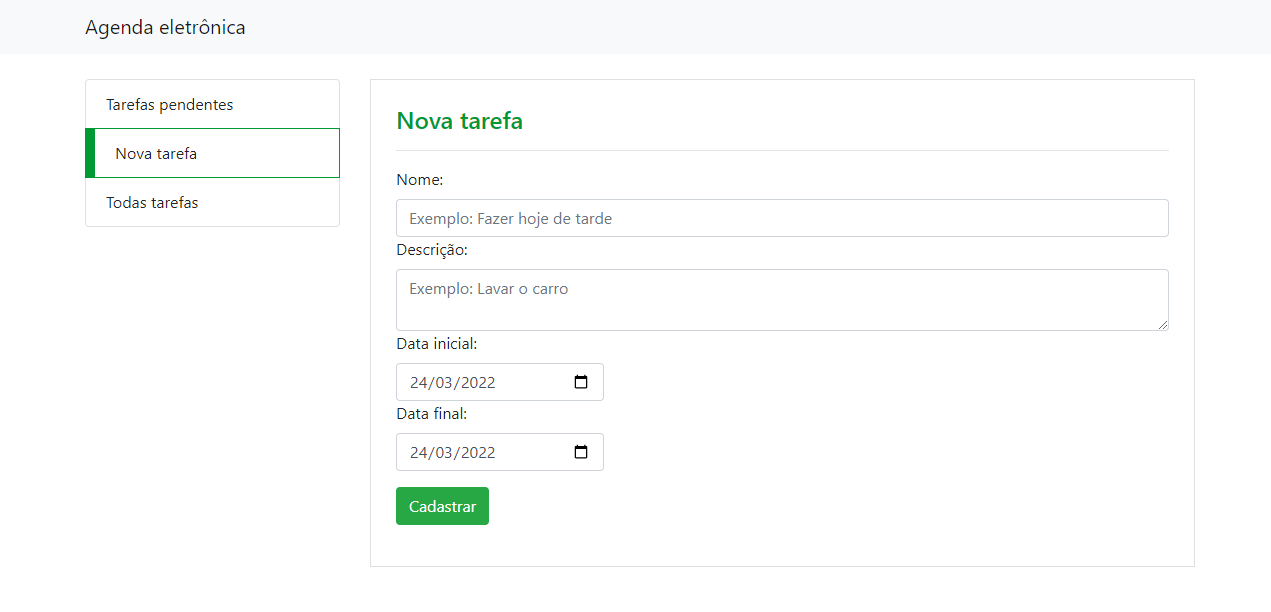 Agenda eletrônica
Tarefas pendentes
Nova tarefa
Todas tarefas
Nova tarefa
Nome:
Exemplo: Fazer hoje de tarde
Descrição:
Exemplo: Lavar o carro
Data inicial:
24/03/2022
Data final:
24/03/2022
Cadastrar